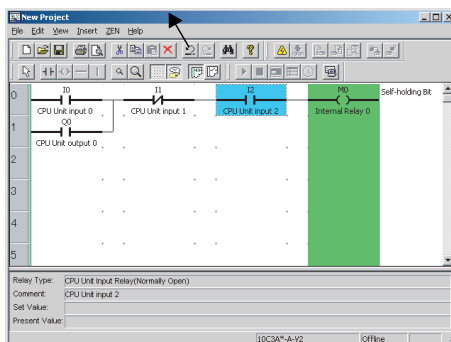 New Project
File Edit View Insert ZEN Help
0 I0 I1 I2 M0 Self-holding Bit
CPU Unit input 0 CPU Unit input 1 CPU Unit input 2 Internal Relay 0
1 Q0
CPU Unit output 0
2
3
4
5
Relay Type: CPU Unit Input Relay(Normally Open)
Comment: CPU Unit input 2
Set Value:
Present Value:
10C3A*-A-V2 Offline